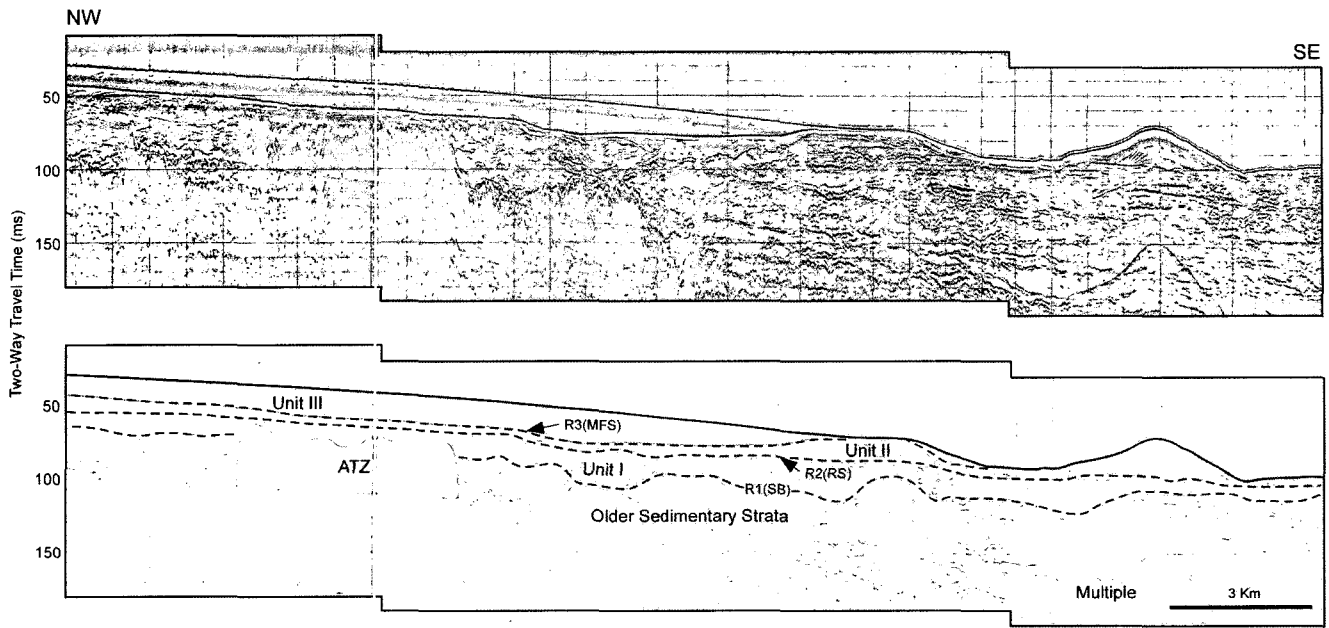 NW
SE
50
100
150
Two-Way Travel Time (ms)
50
100
150
Unit III
R3(MFS)
Unit II
ATZ
Unit I
R2(RS)
R1(SB)
Older Sedimentary Strata
Multiple
3 Km